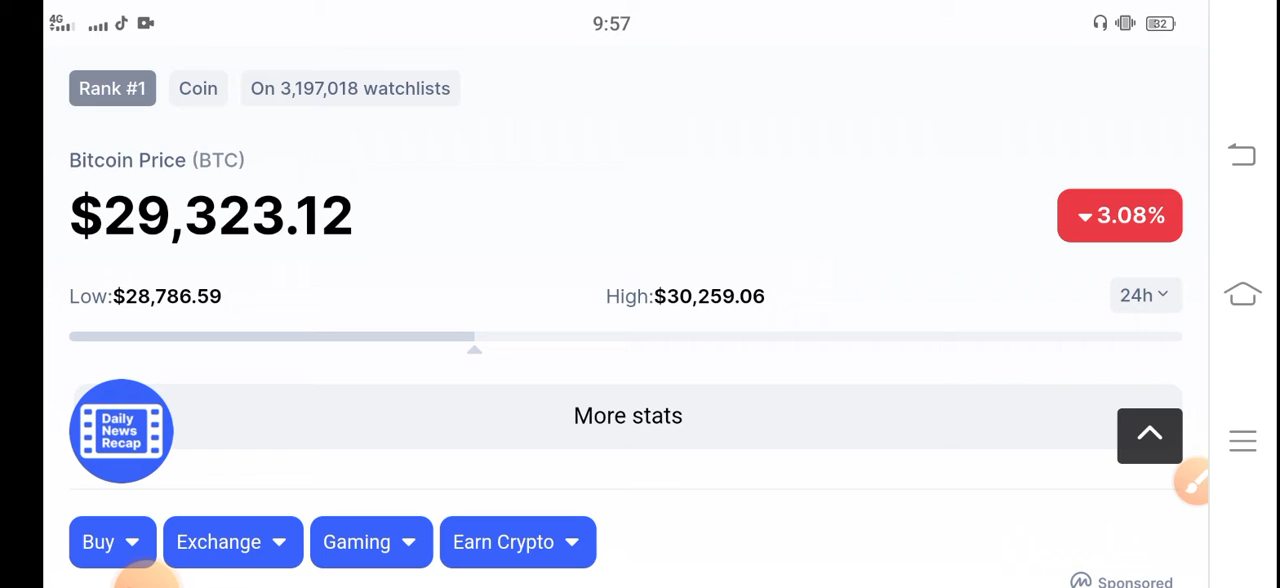 4G 9:57 32
Rank #1 Coin On 3,197,018 watchlists
Bitcoin Price (BTC)
$29,323.12 3.08%
Low:$28,786.59 High:$30,259.06 24h
More stats
Daily
News
Recap
Buy Exchange Gaming Earn Crypto
Sponsored